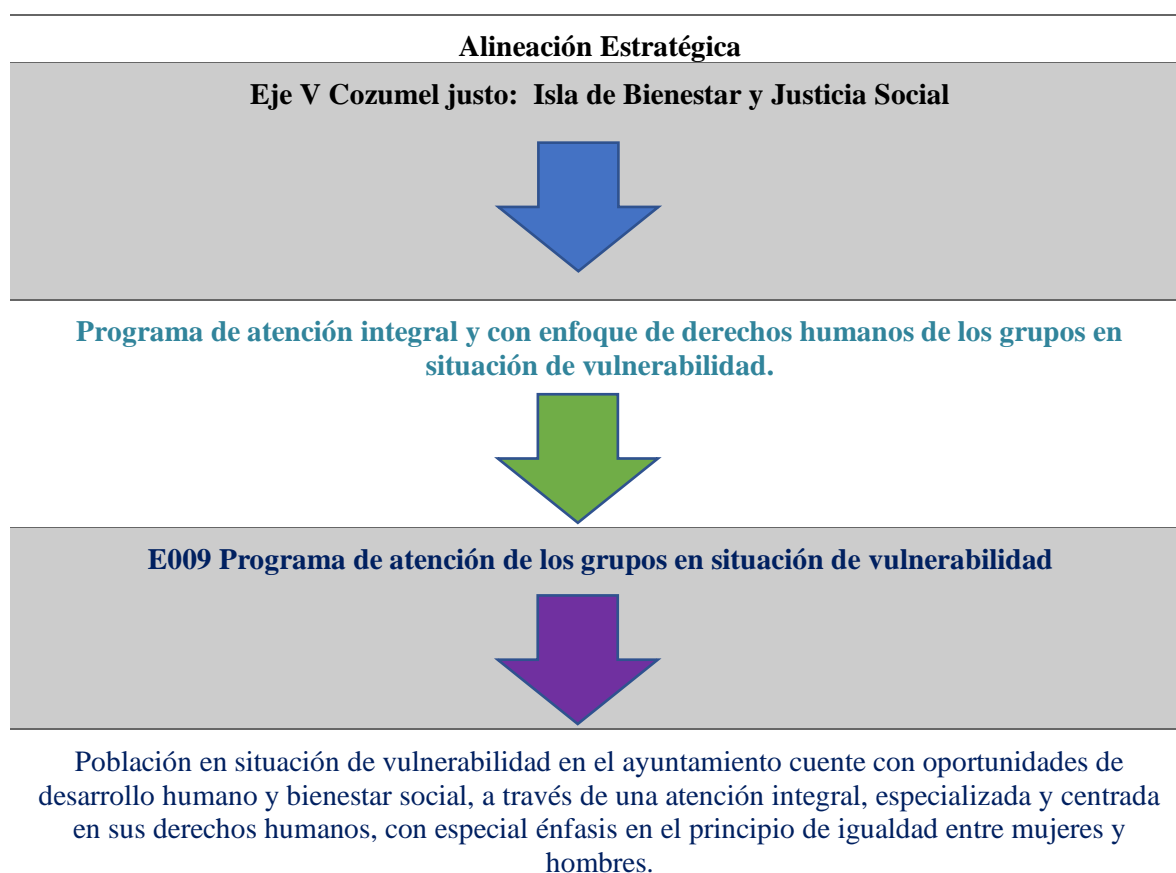 Alineación Estratégica
Eje V Cozumel justo:  Isla de Bienestar y Justicia Social
Programa de atención integral y con enfoque de derechos humanos de los grupos en
situación de vulnerabilidad.
E009 Programa de atención de los grupos en situación de vulnerabilidad
Población en situación de vulnerabilidad en el ayuntamiento cuente con oportunidades de
desarrollo humano y bienestar social, a través de una atención integral, especializada y centrada
en sus derechos humanos, con especial énfasis en el principio de igualdad entre mujeres y
hombres.